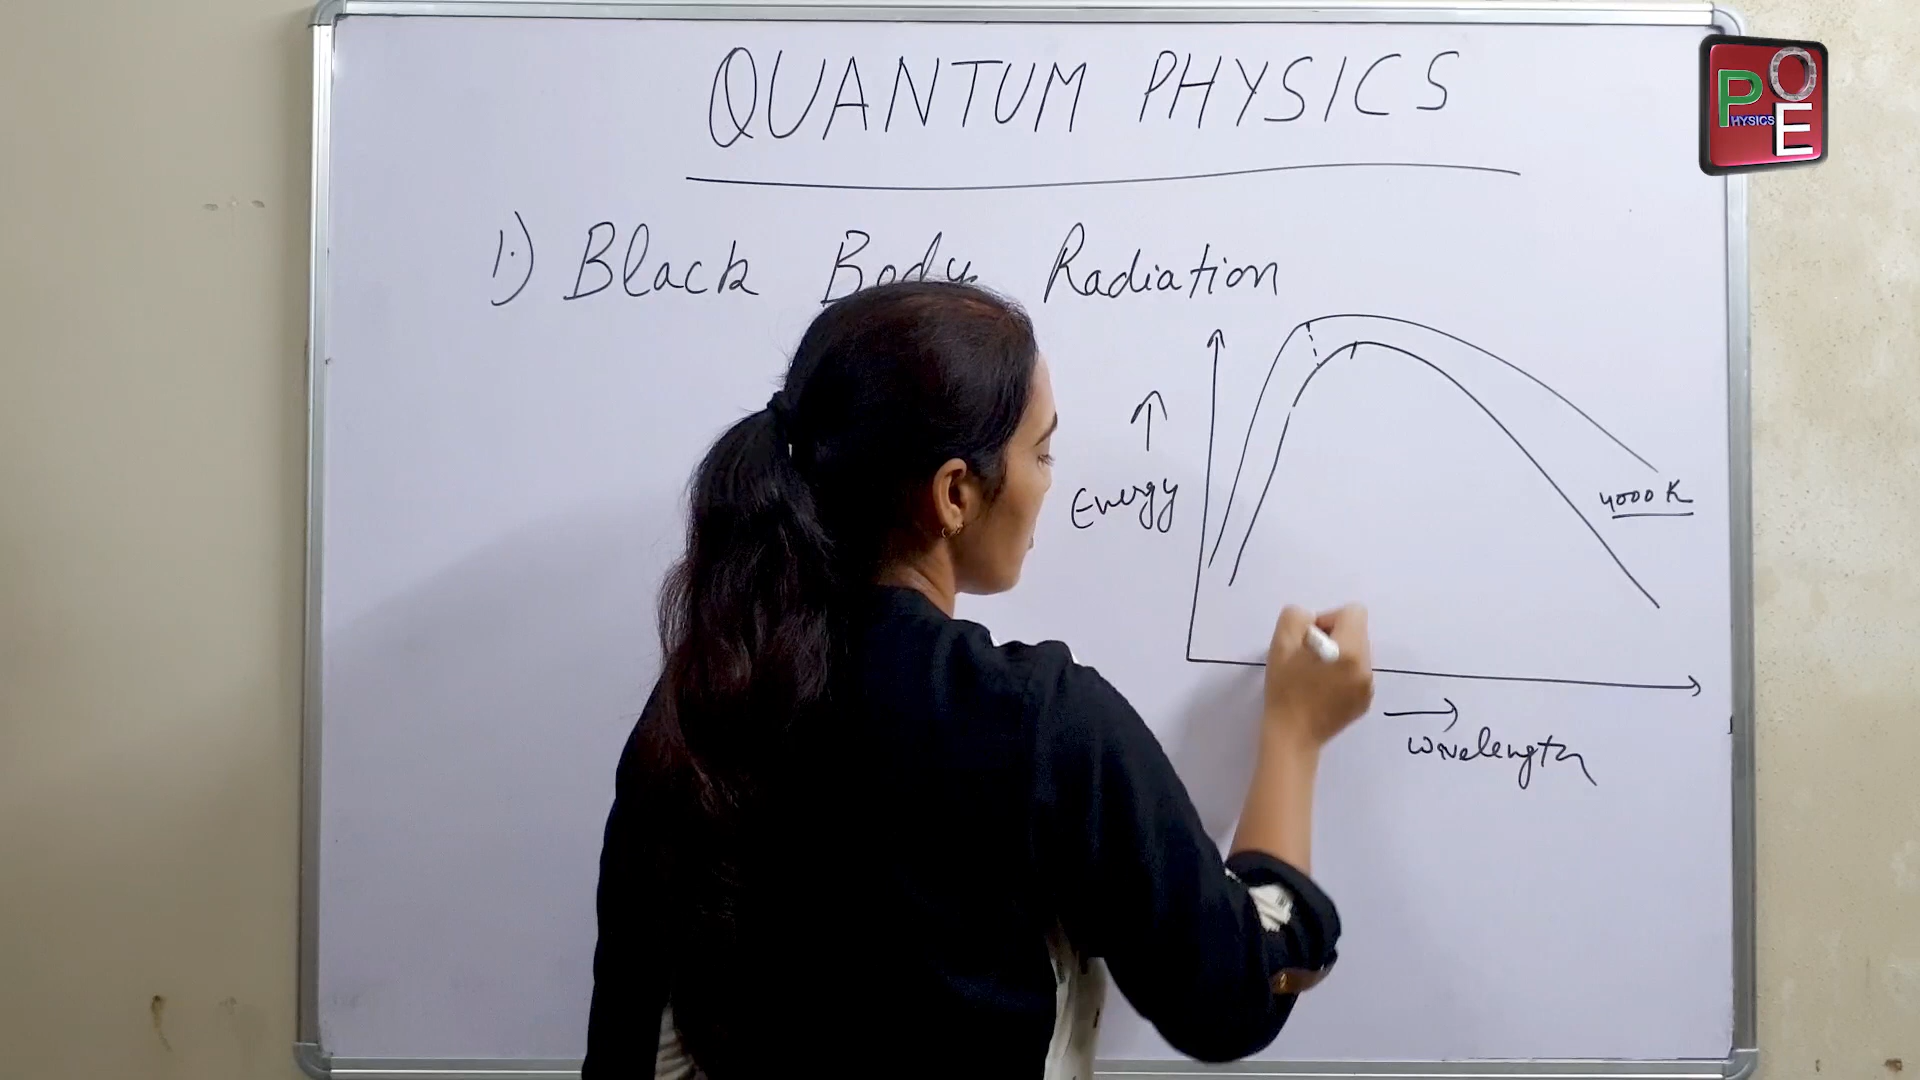 QUANTUM PHYSICS
1.) Black Body Radiation
Energy
4000 K
wavelength
PHYSICS
O
E